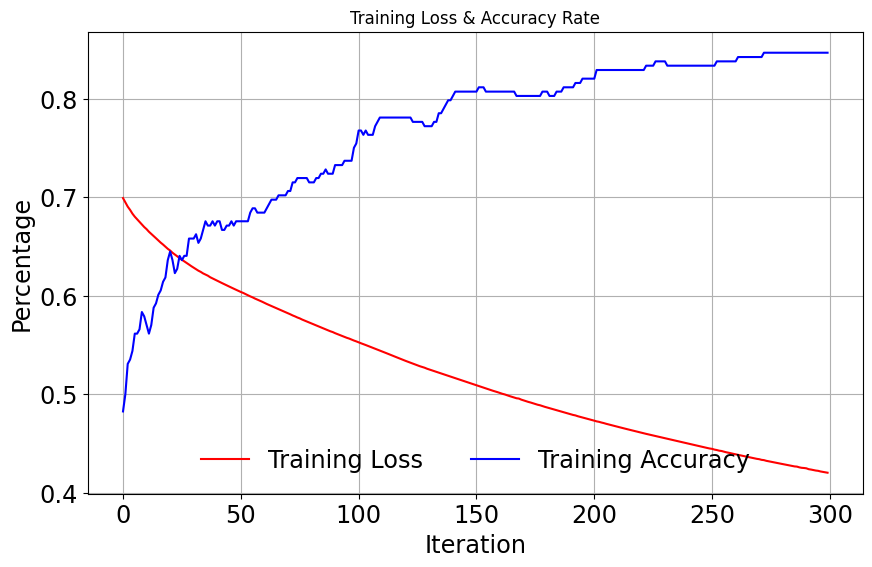 Training Loss & Accuracy Rate
Percentage
0.8
0.7
0.6
0.5
0.4
Training Loss
Training Accuracy
0 50 100 150 200 250 300
Iteration